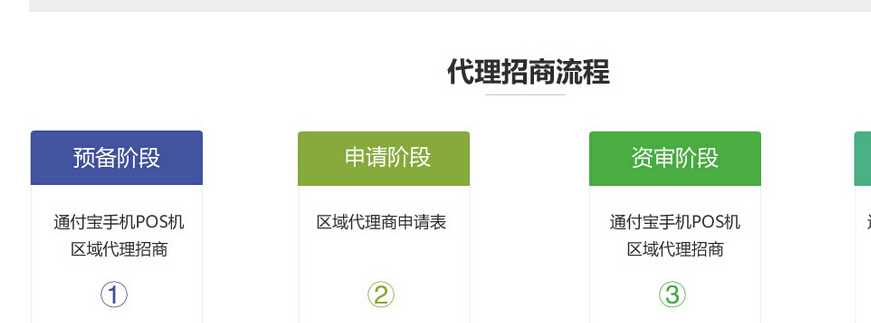 代理招商流程
预备阶段
通付宝手机POS机
区域代理招商
①
申请阶段
区域代理商申请表
②
资审阶段
通付宝手机POS机
区域代理招商
③